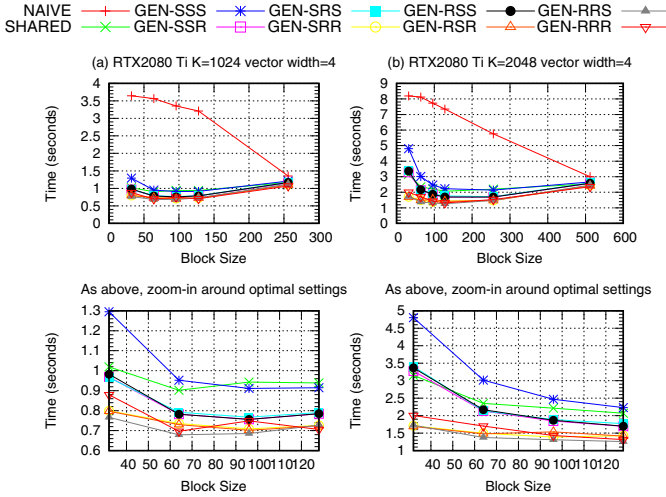 NAIVE GEN-SSS GEN-SRS GEN-RSS GEN-RRS
SHARED GEN-SSR GEN-SRR GEN-RSR GEN-RRR
(a) RTX2080 Ti K=1024 vector width=4
4
3.5
3
2.5
2
1.5
1
0.5
0
Time (seconds)
0 50 100 150 200 250 300
Block Size
(b) RTX2080 Ti K=2048 vector width=4
9
8
7
6
5
4
3
2
1
0
Time (seconds)
0 100 200 300 400 500 600
Block Size
As above, zoom-in around optimal settings
1.3
1.2
1.1
1
0.9
0.8
0.7
0.6
Time (seconds)
40 50 60 70 80 90 100 110 120
Block Size
As above, zoom-in around optimal settings
5
4.5
4
3.5
3
2.5
2
1.5
1
Time (seconds)
40 50 60 70 80 90 100 110 120
Block Size